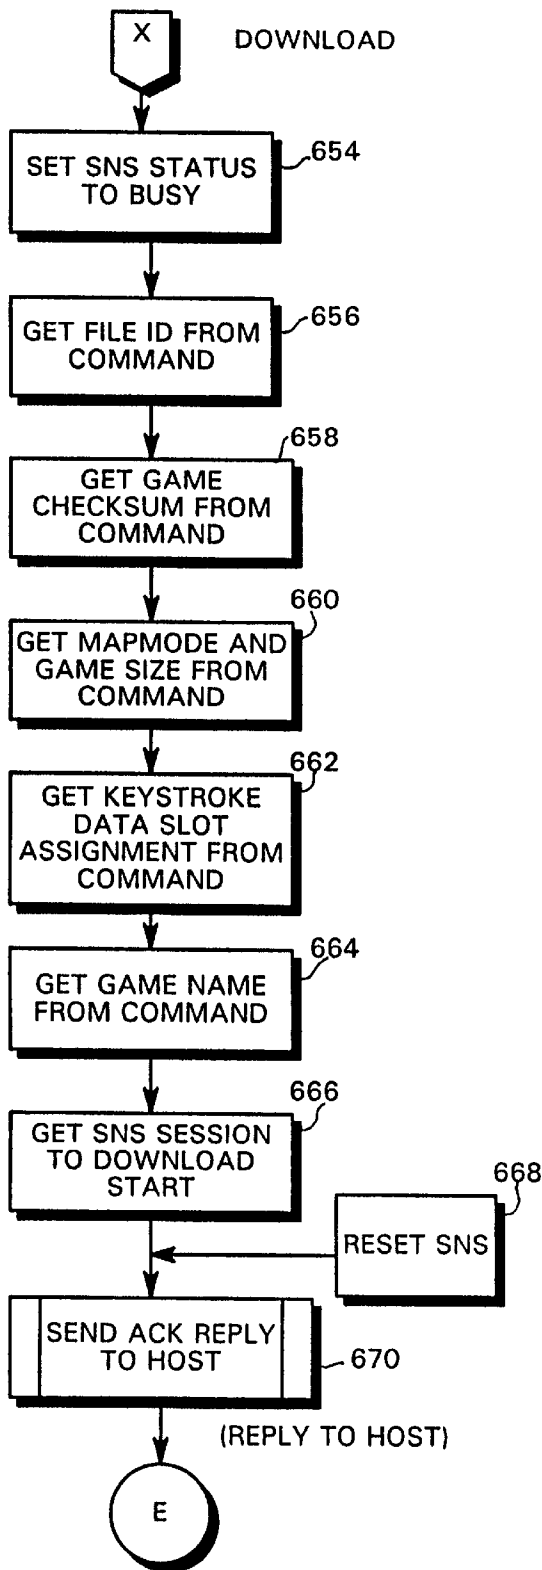 X
DOWNLOAD
654
SET SNS STATUS
TO BUSY
656
GET FILE ID FROM
COMMAND
658
GET GAME
CHECKSUM FROM
COMMAND
660
GET MAPMODE AND
GAME SIZE FROM
COMMAND
662
GET KEYSTROKE
DATA SLOT
ASSIGNMENT FROM
COMMAND
664
GET GAME NAME
FROM COMMAND
666
GET SNS SESSION
TO DOWNLOAD
START
668
RESET SNS
SEND ACK REPLY
TO HOST
670
(REPLY TO HOST)
E